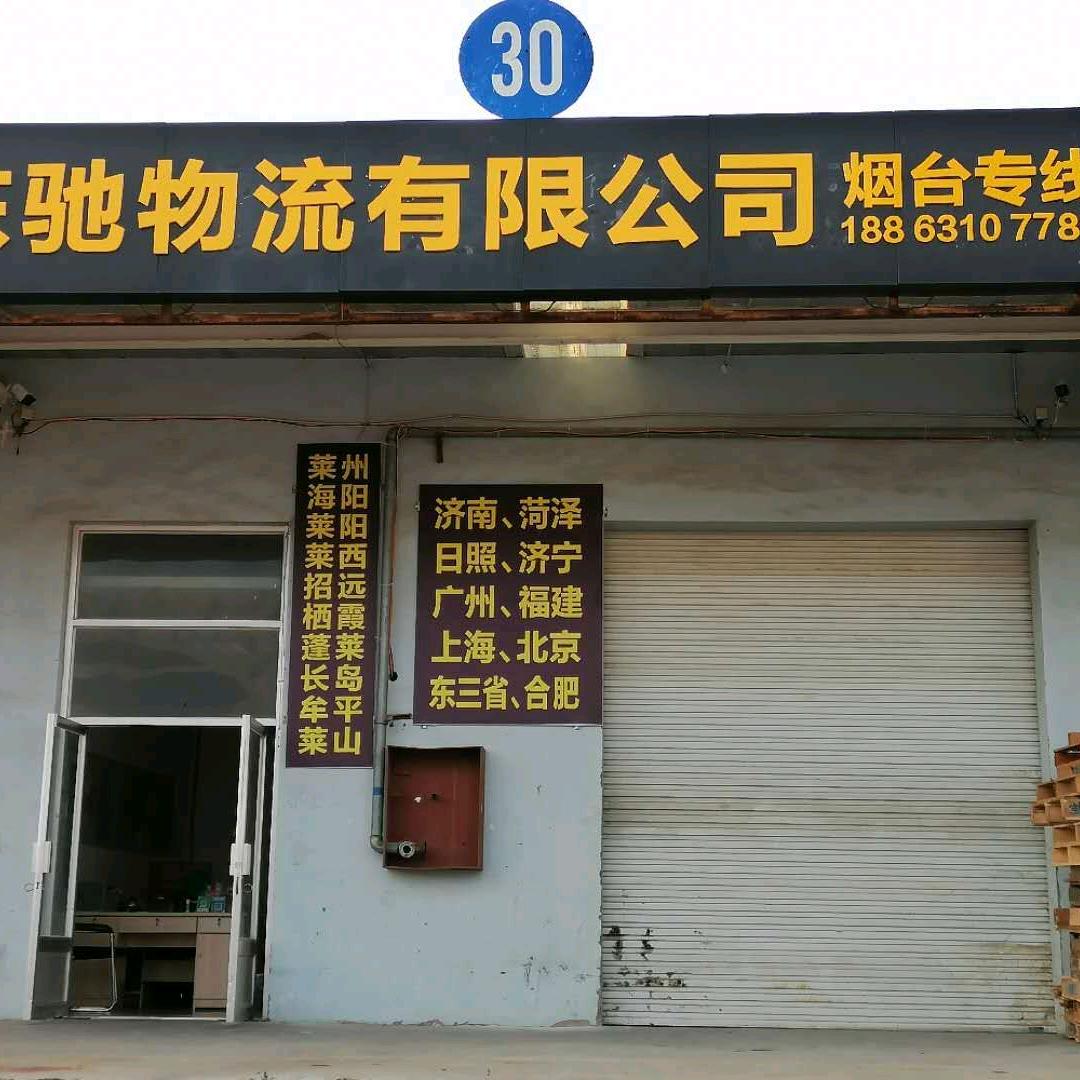 30
驰物流有限公司
烟台专线
188 6310 778
莱州
海阳
莱阳
莱西
招远
栖霞
蓬莱
长岛
牟平
莱山
济南、菏泽
日照、济宁
广州、福建
上海、北京
东三省、合肥